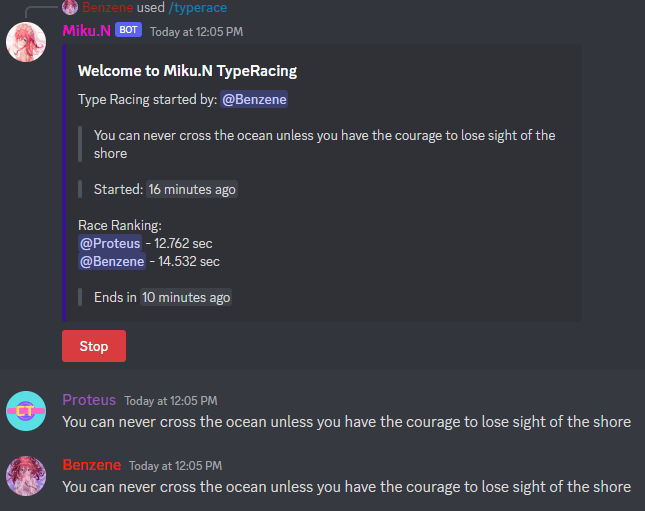 Benzene used /typerace
Miku.N BOT Today at 12:05 PM
Welcome to Miku.N TypeRacing
Type Racing started by: @Benzene
You can never cross the ocean unless you have the courage to lose sight of the
shore
Started: 16 minutes ago
Race Ranking:
@Proteus - 12.762 sec
@Benzene - 14.532 sec
Ends in 10 minutes ago
Stop
CT
Proteus Today at 12:05 PM
You can never cross the ocean unless you have the courage to lose sight of the shore
Benzene Today at 12:05 PM
You can never cross the ocean unless you have the courage to lose sight of the shore